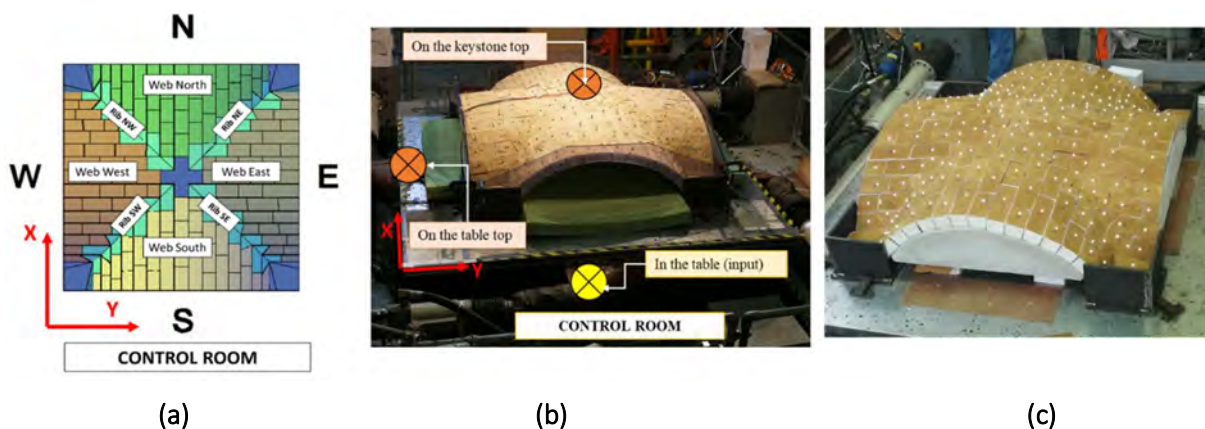 N
Web North
Rib NW
Rib NE
W
Web West
Web East
E
Rib SW
Rib SE
Web South
X
Y
S
CONTROL ROOM
(a)
On the keystone top
On the table top
X
Y
In the table (input)
CONTROL ROOM
(b)
(c)